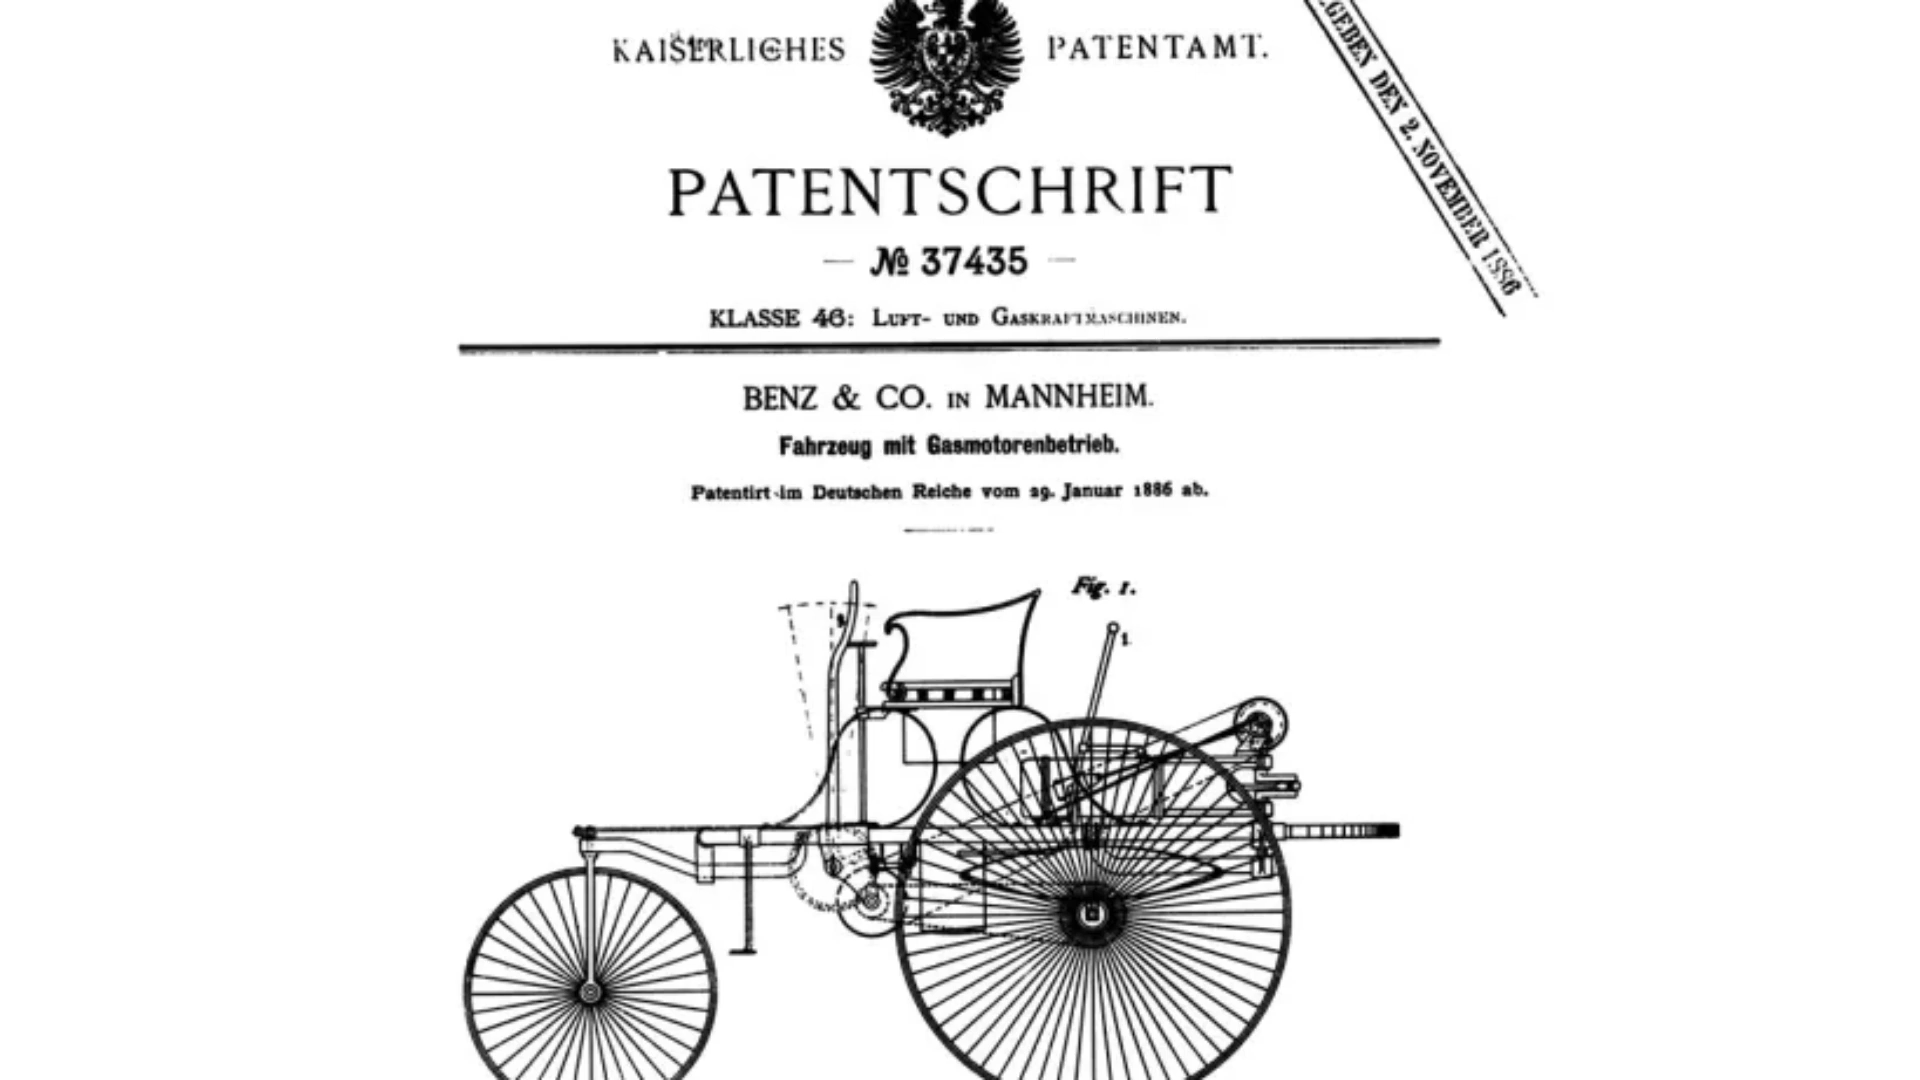 KAISERLICHES PATENTAMT.
PATENTSCHRIFT
— № 37435 —
KLASSE 46: LUFT- UND GASKRAFTMASCHINEN.
BENZ & CO. IN MANNHEIM.
Fahrzeug mit Gasmotorenbetrieb.
Patentirt im Deutschen Reiche vom 29. Januar 1886 ab.
Fig. 1.
1.
DEN 2. NOVEMBER 1886